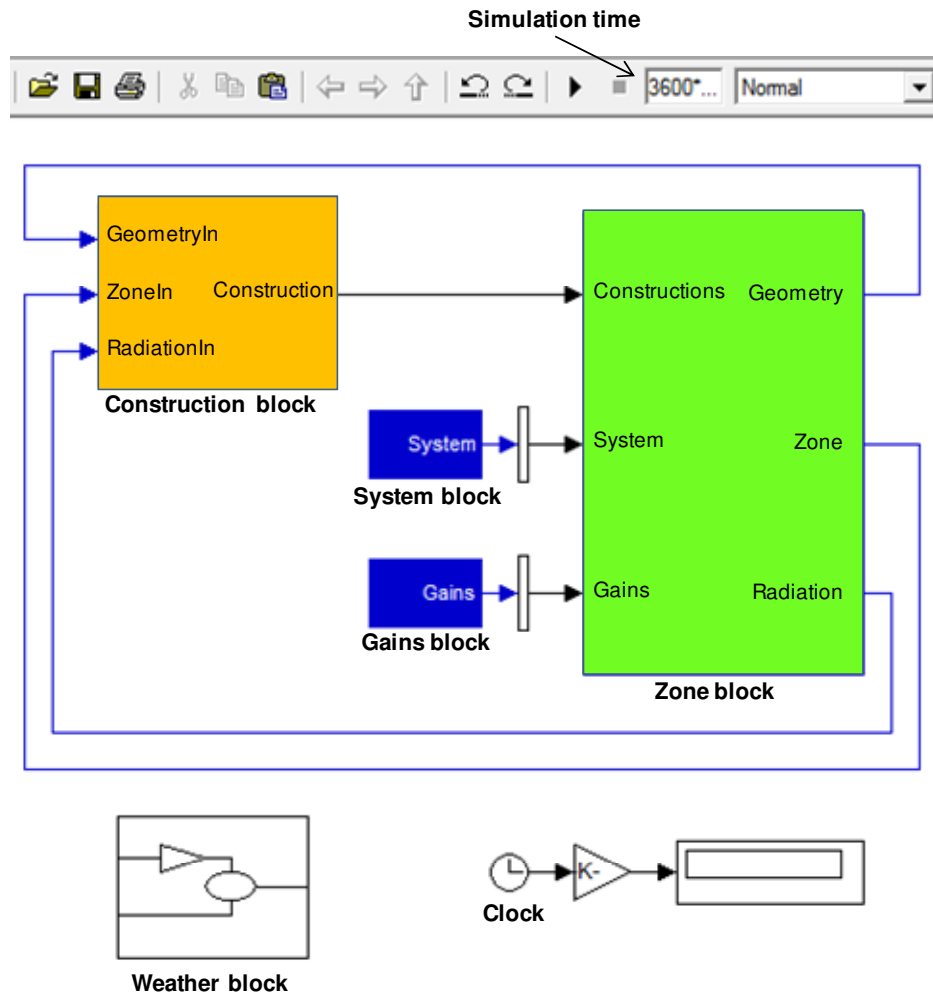 Simulation time
3600*...
Normal
GeometryIn
ZoneIn
Construction
RadiationIn
Construction block
Constructions
Geometry
System
System block
System
Zone
Gains
Gains block
Gains
Radiation
Zone block
Weather block
Clock
K-